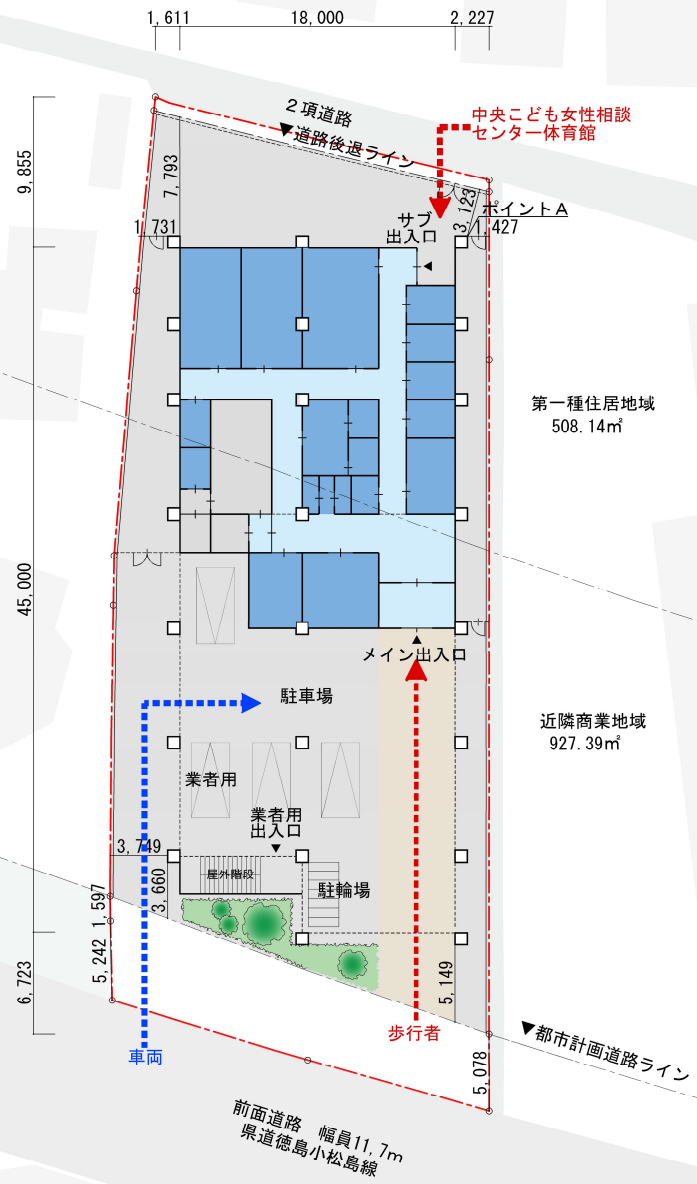 1,611
18,000
2,227
中央こども女性相談
センター体育館
2項道路
▼道路後退ライン
9,855
7,793
3,123
ポイントA
1,731
1,427
サブ
出入口
第一種住居地域
508.14㎡
45,000
メイン出入口
駐車場
近隣商業地域
927.39㎡
業者用
業者用
出入口
3,749
屋外階段
駐輪場
3,660
1,597
5,242
6,723
5,149
歩行者
車両
▼都市計画道路ライン
5,078
前面道路 幅員11,7m
県道徳島小松島線